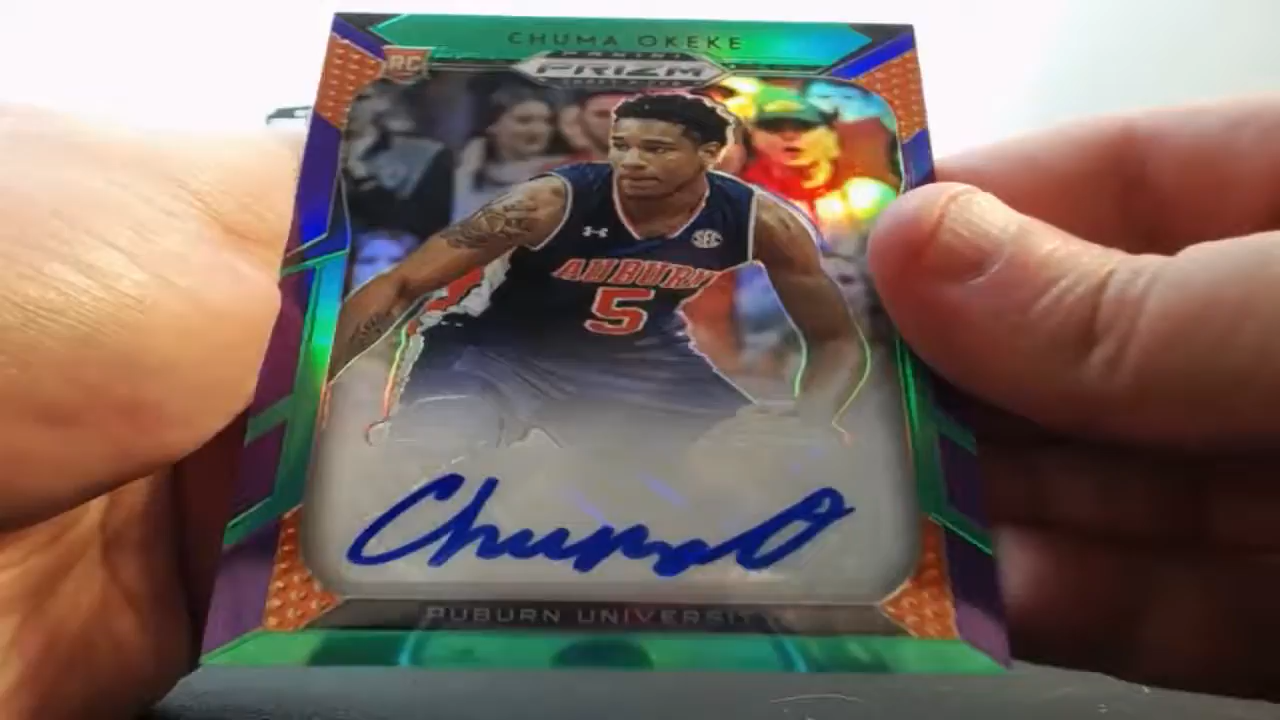 CHUMA OKEKE
RC
PANINI
PRIZM
SEC
AUBURN
5
Chuma O
AUBURN UNIVERSITY